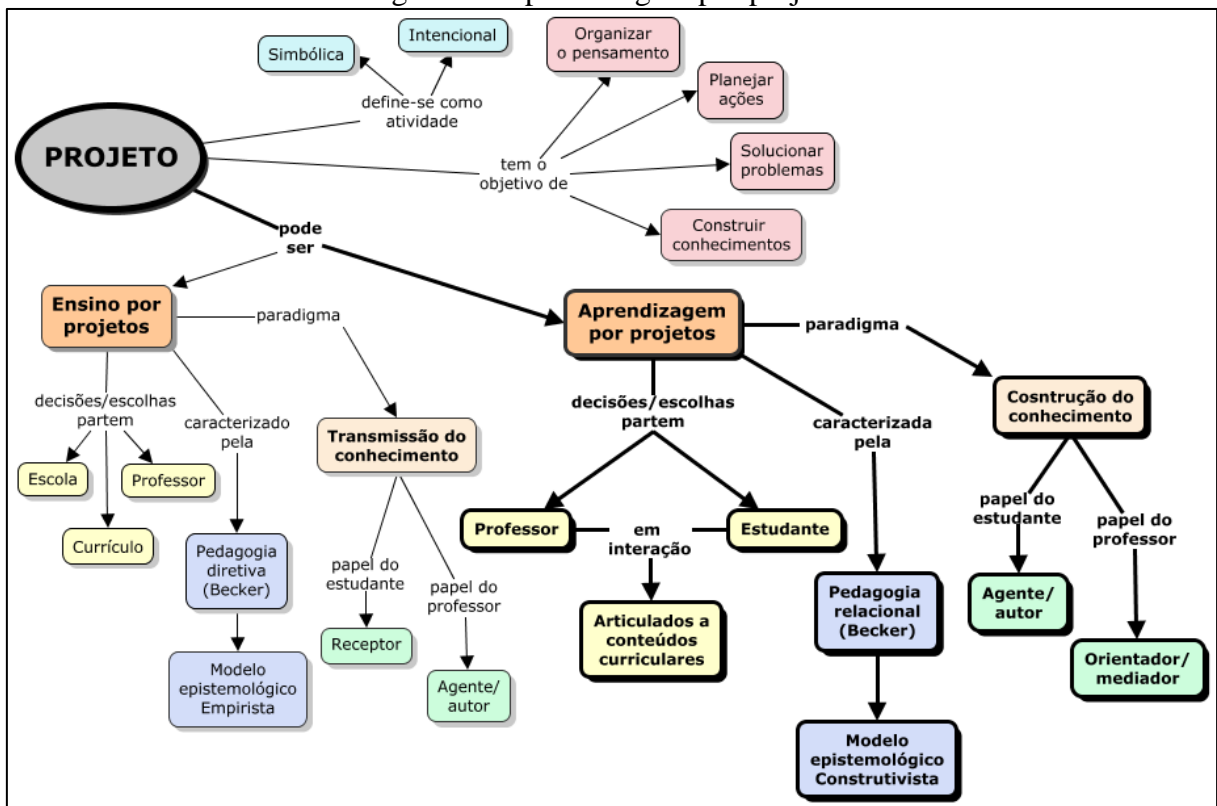 Simbólica
Intencional
Organizar
o pensamento
Planejar
ações
define-se como
atividade
PROJETO
tem o
objetivo de
Solucionar
problemas
Construir
conhecimentos
pode
ser
Ensino por
projetos
paradigma
Aprendizagem
por projetos
paradigma
decisões/escolhas
partem
caracterizado
pela
Transmissão do
conhecimento
decisões/escolhas
partem
caracterizada
pela
Cosntrução do
conhecimento
Escola
Professor
Currículo
Pedagogia
diretiva
(Becker)
papel do
estudante
papel do
professor
Professor
em
interação
Estudante
papel do
estudante
papel do
professor
Receptor
Agente/
autor
Articulados a
conteúdos
curriculares
Pedagogia
relacional
(Becker)
Agente/
autor
Orientador/
mediador
Modelo
epistemológico
Empirista
Modelo
epistemológico
Construtivista